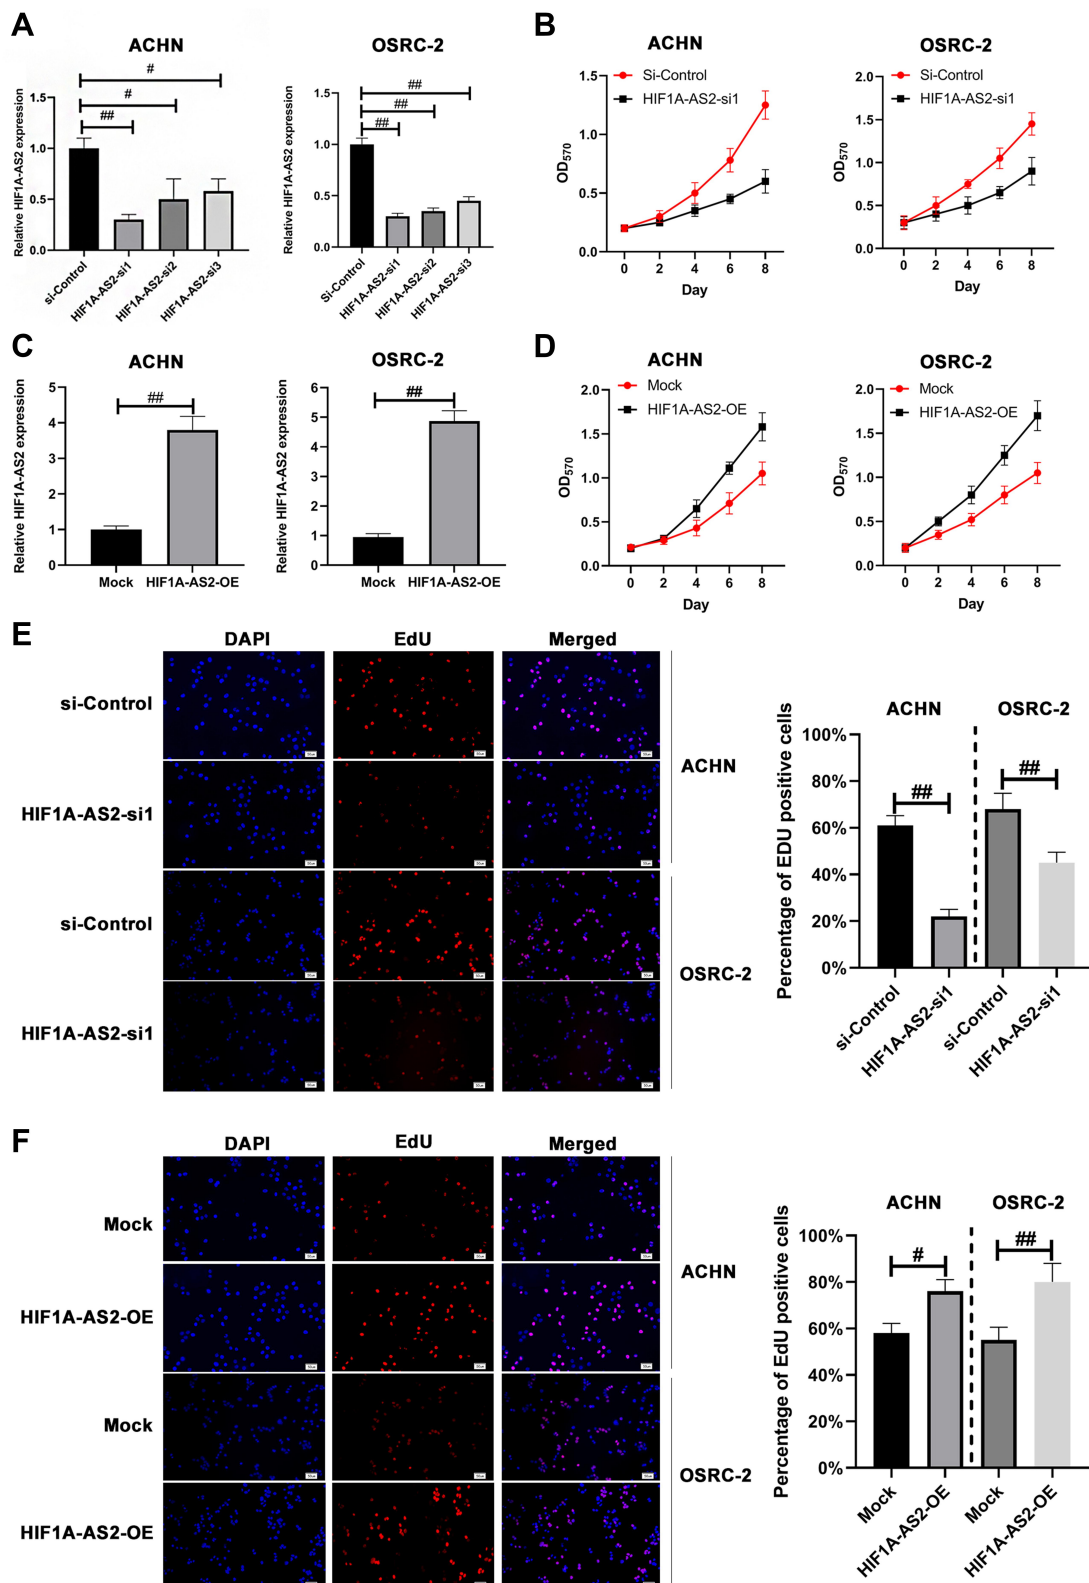 A
ACHN
Relative HIF1A-AS2 expression
1.5
1.0
0.5
0.0
#
#
##
si-Control
HIF1A-AS2-si1
HIF1A-AS2-si2
HIF1A-AS2-si3
OSRC-2
Relative HIF1A-AS2 expression
1.5
1.0
0.5
0.0
##
##
##
Si-Control
HIF1A-AS2-si1
HIF1A-AS2-si2
HIF1A-AS2-si3
B
ACHN
Si-Control
HIF1A-AS2-si1
OD570
1.5
1.0
0.5
0.0
0 2 4 6 8
Day
OSRC-2
Si-Control
HIF1A-AS2-si1
OD570
2.0
1.5
1.0
0.5
0.0
0 2 4 6 8
Day
C
ACHN
Relative HIF1A-AS2 expression
5
4
3
2
1
0
##
Mock HIF1A-AS2-OE
OSRC-2
Relative HIF1A-AS2 expression
6
5
4
3
2
1
0
##
Mock HIF1A-AS2-OE
D
ACHN
Mock
HIF1A-AS2-OE
OD570
2.0
1.5
1.0
0.5
0.0
0 2 4 6 8
Day
OSRC-2
Mock
HIF1A-AS2-OE
OD570
2.0
1.5
1.0
0.5
0.0
0 2 4 6 8
Day
E
DAPI EdU Merged
si-Control
HIF1A-AS2-si1
ACHN
si-Control
HIF1A-AS2-si1
OSRC-2
ACHN OSRC-2
Percentage of EDU positive cells
100%
80%
60%
40%
20%
0%
##
##
si-Control
HIF1A-AS2-si1
si-Control
HIF1A-AS2-si1
F
DAPI EdU Merged
Mock
HIF1A-AS2-OE
ACHN
Mock
HIF1A-AS2-OE
OSRC-2
ACHN OSRC-2
Percentage of EdU positive cells
100%
80%
60%
40%
20%
0%
#
##
Mock
HIF1A-AS2-OE
Mock
HIF1A-AS2-OE